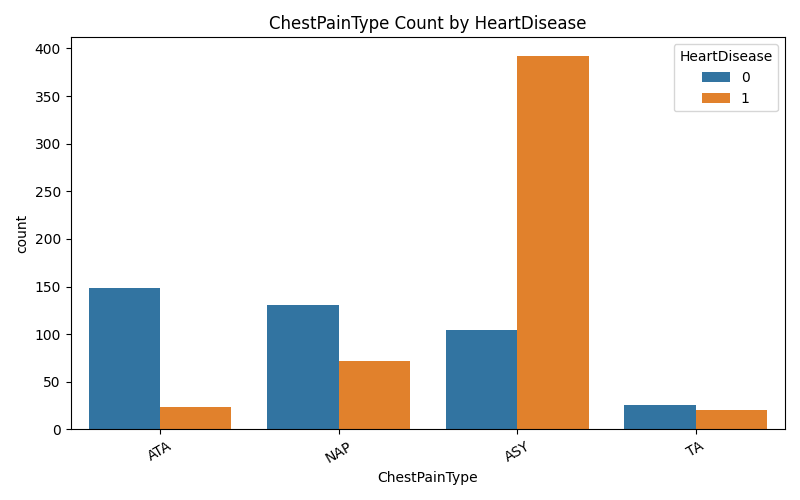 ChestPainType Count by HeartDisease
HeartDisease
0
1
400
350
300
250
200
150
100
50
0
count
ATA
NAP
ASY
TA
ChestPainType